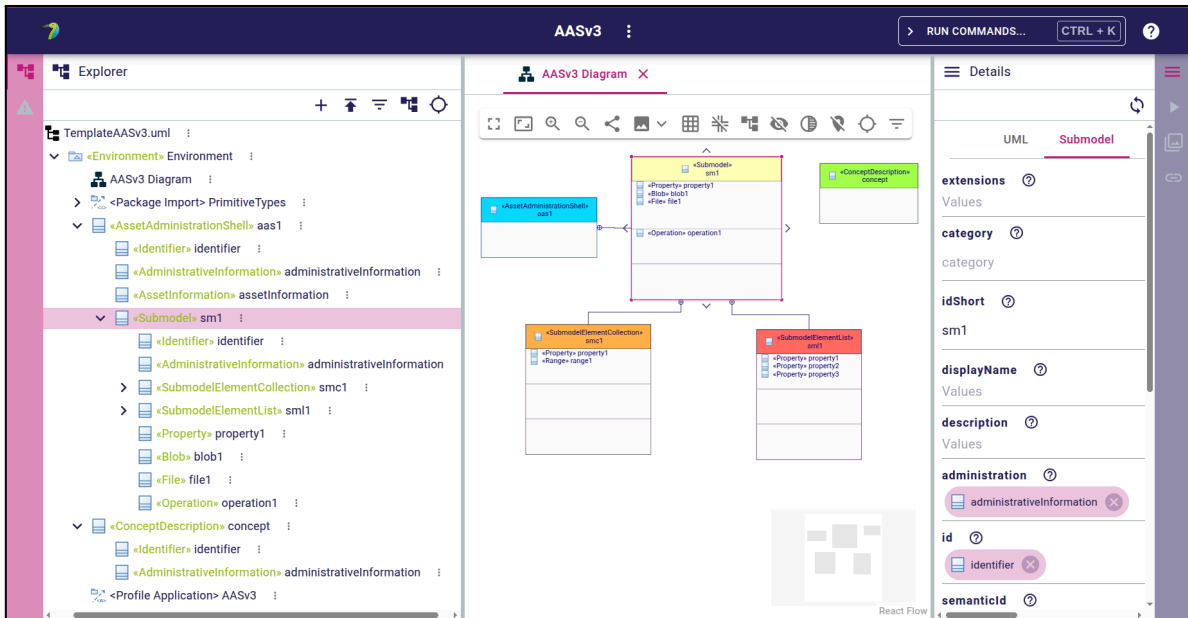 AASv3
RUN COMMANDS...
CTRL + K
Explorer
TemplateAASv3.uml
«Environment» Environment
AASv3 Diagram
<Package Import> PrimitiveTypes
«AssetAdministrationShell» aas1
«Identifier» identifier
«AdministrativeInformation» administrativeInformation
«AssetInformation» assetInformation
«Submodel» sm1
«Identifier» identifier
«AdministrativeInformation» administrativeInformation
«SubmodelElementCollection» smc1
«SubmodelElementList» sml1
«Property» property1
«Blob» blob1
«File» file1
«Operation» operation1
«ConceptDescription» concept
«Identifier» identifier
«AdministrativeInformation» administrativeInformation
<Profile Application> AASv3
AASv3 Diagram
«Submodel»
sm1
«Property» property1
«Blob» blob1
«File» file1
«Operation» operation1
«ConceptDescription»
concept
«AssetAdministrationShell»
aas1
«SubmodelElementCollection»
smc1
«Property» property1
«Range» range1
«SubmodelElementList»
sml1
«Property» property1
«Property» property2
«Property» property3
React Flow
Details
UML
Submodel
extensions
Values
category
category
idShort
sm1
displayName
Values
description
Values
administration
administrativeInformation
id
identifier
semanticId